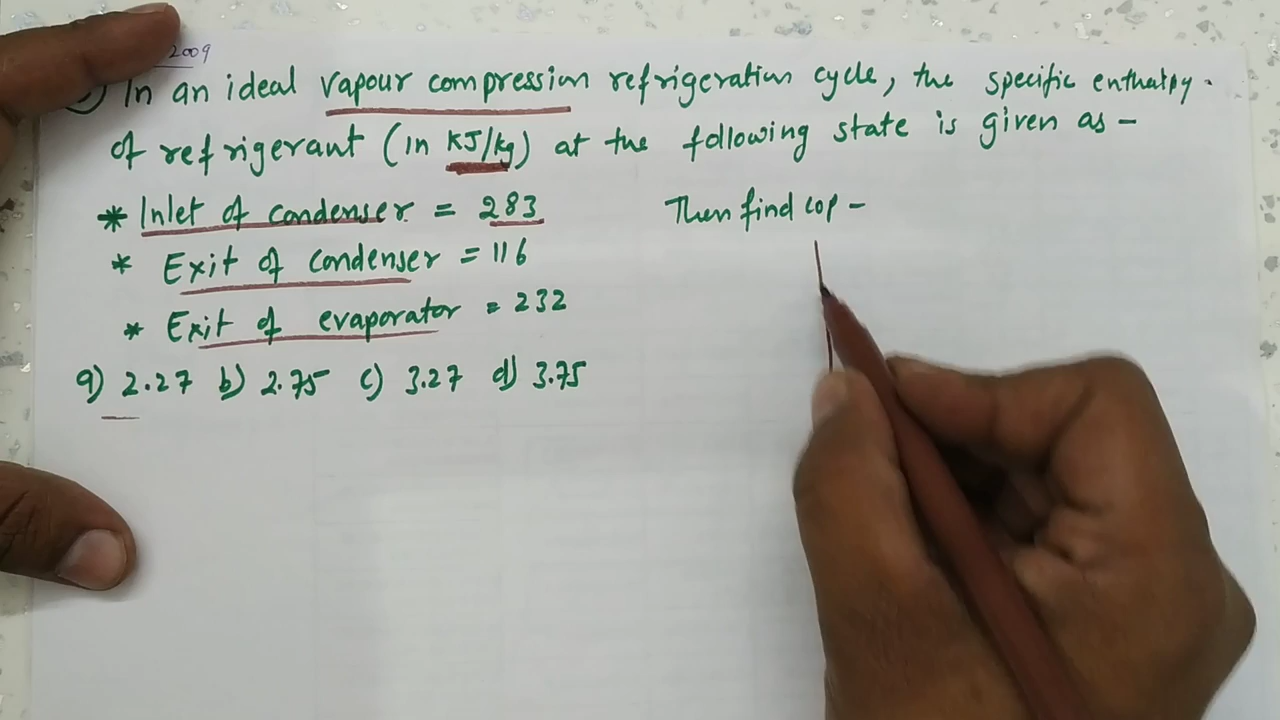 2009
In an ideal vapour compression refrigeration cycle, the specific enthalpy.
of refrigerant (in KJ/kg) at the following state is given as -
* Inlet of condenser = 283 Then find cop -
* Exit of condenser = 116
* Exit of evaporator = 232
a) 2.27 b) 2.75 c) 3.27 d) 3.75